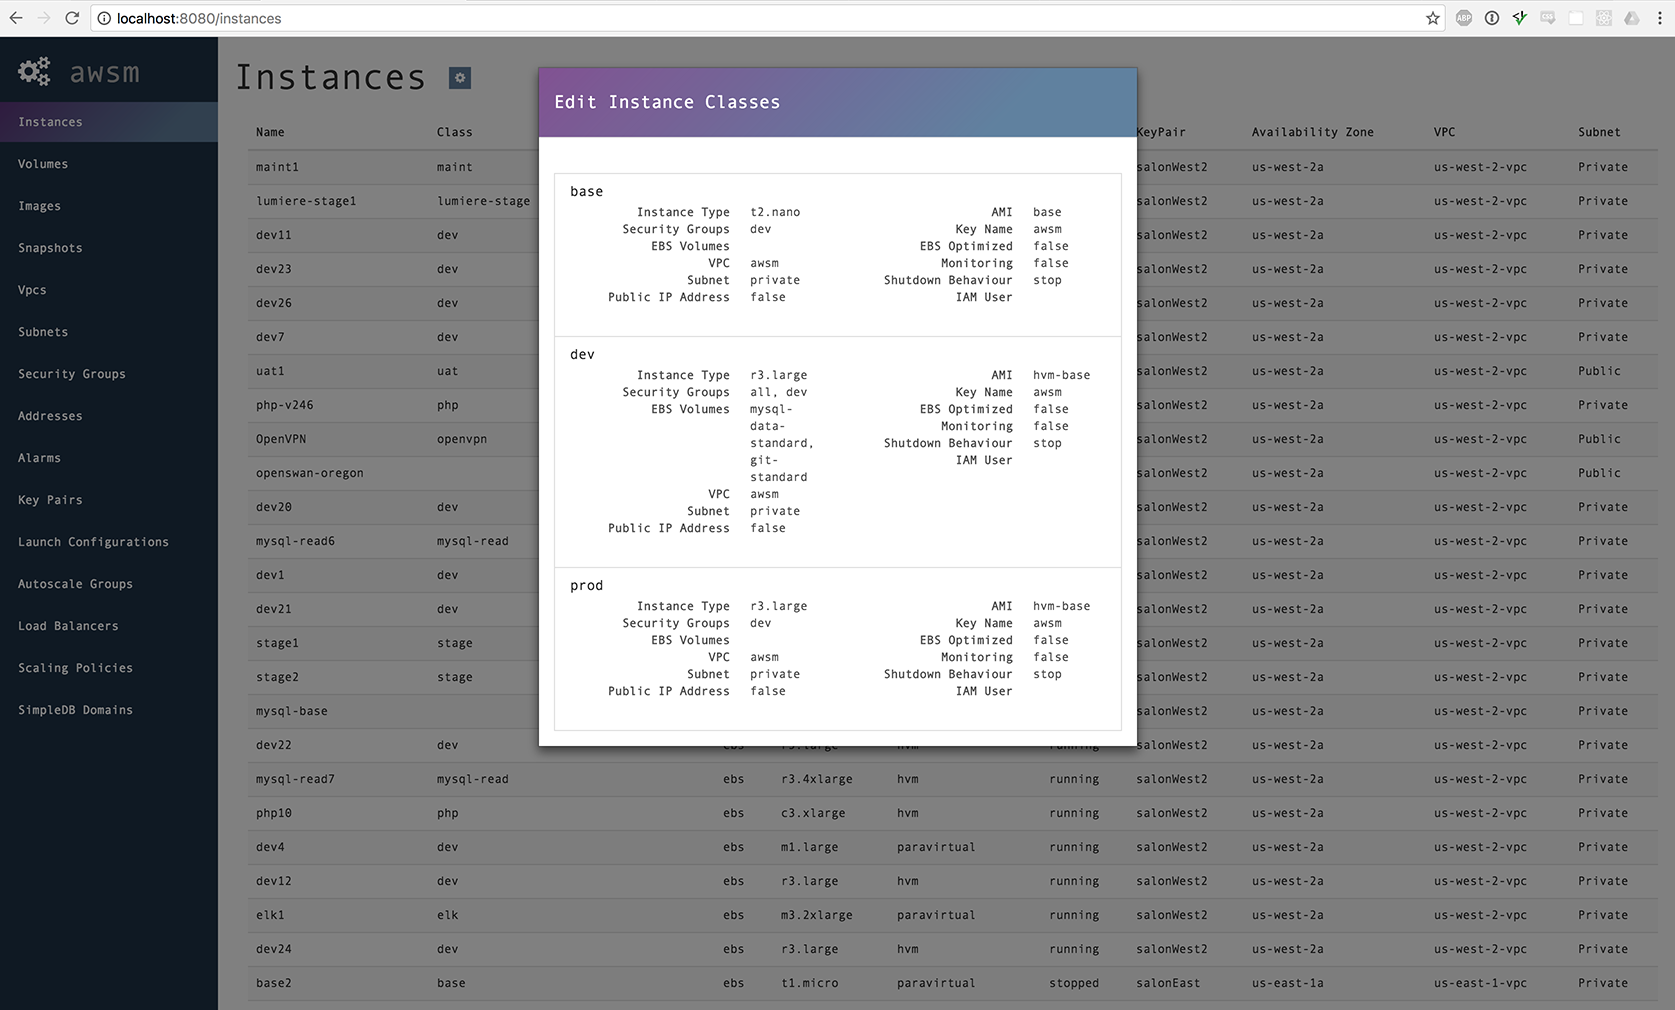 localhost:8080/instances
ABP
CSS
awsm
Instances
Volumes
Images
Snapshots
Vpcs
Subnets
Security Groups
Addresses
Alarms
Key Pairs
Launch Configurations
Autoscale Groups
Load Balancers
Scaling Policies
SimpleDB Domains
Instances
Name Class KeyPair Availability Zone VPC Subnet
maint1 maint salonWest2 us-west-2a us-west-2-vpc Private
lumiere-stage1 lumiere-stage salonWest2 us-west-2a us-west-2-vpc Private
dev11 dev salonWest2 us-west-2a us-west-2-vpc Private
dev23 dev salonWest2 us-west-2a us-west-2-vpc Private
dev26 dev salonWest2 us-west-2a us-west-2-vpc Private
dev7 dev salonWest2 us-west-2a us-west-2-vpc Private
uat1 uat salonWest2 us-west-2a us-west-2-vpc Public
php-v246 php salonWest2 us-west-2a us-west-2-vpc Private
OpenVPN openvpn salonWest2 us-west-2a us-west-2-vpc Public
openswan-oregon salonWest2 us-west-2a us-west-2-vpc Public
dev20 dev salonWest2 us-west-2a us-west-2-vpc Private
mysql-read6 mysql-read salonWest2 us-west-2a us-west-2-vpc Private
dev1 dev salonWest2 us-west-2a us-west-2-vpc Private
dev21 dev salonWest2 us-west-2a us-west-2-vpc Private
stage1 stage salonWest2 us-west-2a us-west-2-vpc Private
stage2 stage salonWest2 us-west-2a us-west-2-vpc Private
mysql-base salonWest2 us-west-2a us-west-2-vpc Private
dev22 dev ebs r3.large hvm running salonWest2 us-west-2a us-west-2-vpc Private
mysql-read7 mysql-read ebs r3.4xlarge hvm running salonWest2 us-west-2a us-west-2-vpc Private
php10 php ebs c3.xlarge hvm running salonWest2 us-west-2a us-west-2-vpc Private
dev4 dev ebs m1.large paravirtual running salonWest2 us-west-2a us-west-2-vpc Private
dev12 dev ebs r3.large hvm running salonWest2 us-west-2a us-west-2-vpc Private
elk1 elk ebs m3.2xlarge paravirtual running salonWest2 us-west-2a us-west-2-vpc Private
dev24 dev ebs r3.large hvm running salonWest2 us-west-2a us-west-2-vpc Private
base2 base ebs t1.micro paravirtual stopped salonEast us-east-1a us-east-1-vpc Private
Edit Instance Classes
base
Instance Type t2.nano AMI base
Security Groups dev Key Name awsm
EBS Volumes EBS Optimized false
VPC awsm Monitoring false
Subnet private Shutdown Behaviour stop
Public IP Address false IAM User
dev
Instance Type r3.large AMI hvm-base
Security Groups all, dev Key Name awsm
EBS Volumes mysql- EBS Optimized false
data- Monitoring false
standard, Shutdown Behaviour stop
git- IAM User
standard
VPC awsm
Subnet private
Public IP Address false
prod
Instance Type r3.large AMI hvm-base
Security Groups dev Key Name awsm
EBS Volumes EBS Optimized false
VPC awsm Monitoring false
Subnet private Shutdown Behaviour stop
Public IP Address false IAM User